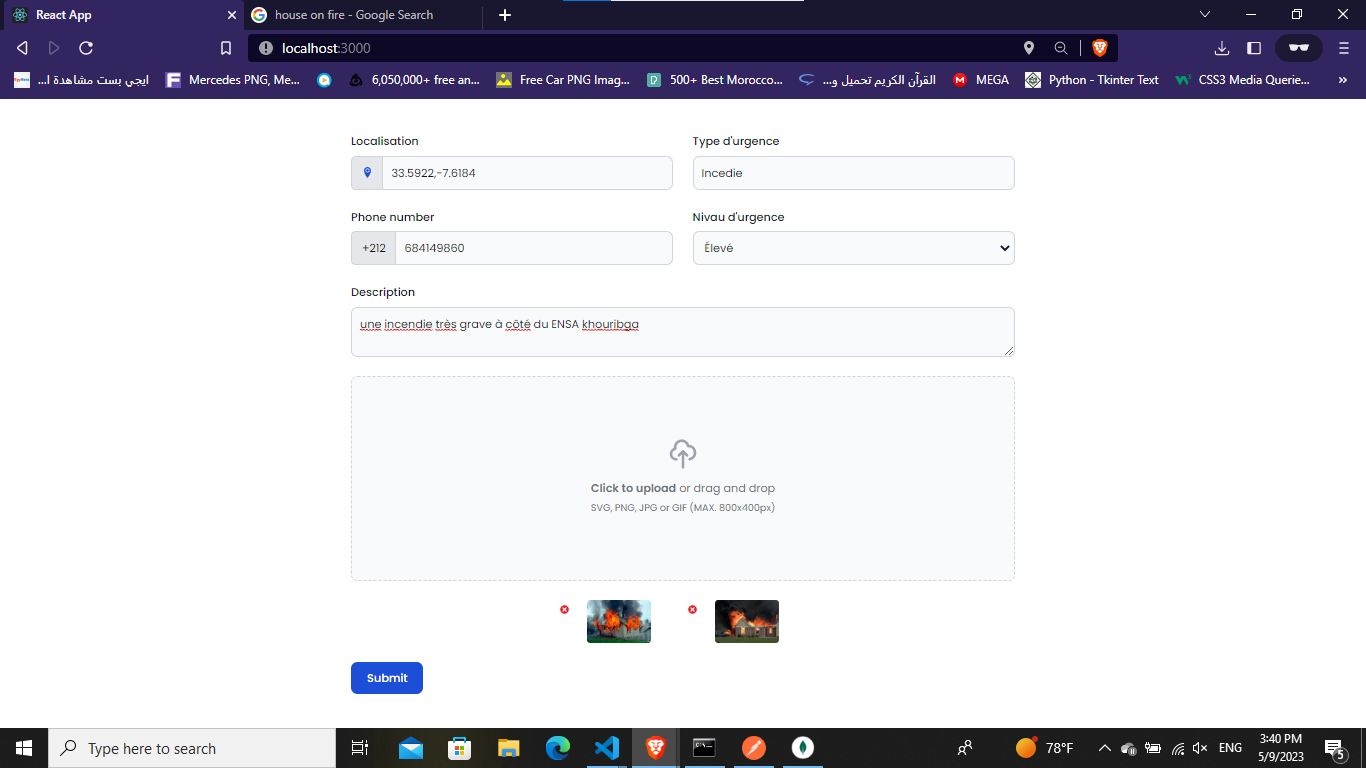 React App
house on fire - Google Search
localhost:3000
ايجي بست مشاهدة ا...
Mercedes PNG, Me...
6,050,000+ free an...
Free Car PNG Imag...
500+ Best Morocco...
القرآن الكريم تحميل و...
MEGA
Python - Tkinter Text
CSS3 Media Querie...
Localisation
Type d'urgence
33.5922,-7.6184
Incedie
Phone number
Nivau d'urgence
+212
684149860
Élevé
Description
une incendie très grave à côté du ENSA khouribga
Click to upload or drag and drop
SVG, PNG, JPG or GIF (MAX. 800x400px)
Submit
Type here to search
78°F
ENG
3:40 PM
5/9/2023
5